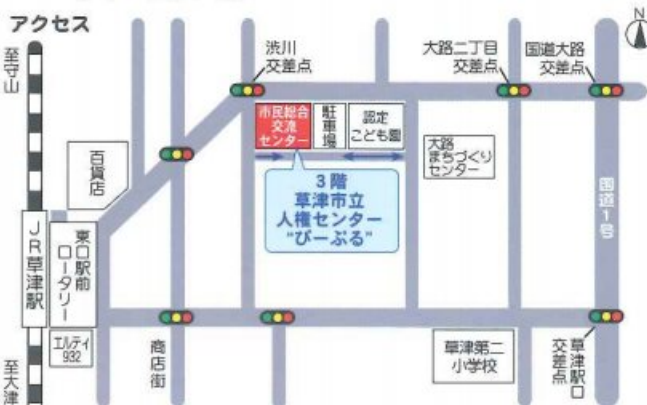 アクセス
N
至守山
渋川
交差点
大路二丁目
交差点
国道大路
交差点
市民総合
交流
センター
駐車場
認定
こども園
大路
まちづくり
センター
百貨店
3階
草津市立
人権センター
"びーぷる"
国道1号
JR草津駅
東口駅前
ロータリー
エルティ
932
商店街
草津第二
小学校
草津駅口
交差点
至大津